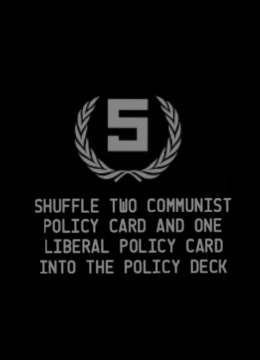 5
SHUFFLE TWO COMMUNIST
POLICY CARD AND ONE
LIBERAL POLICY CARD
INTO THE POLICY DECK